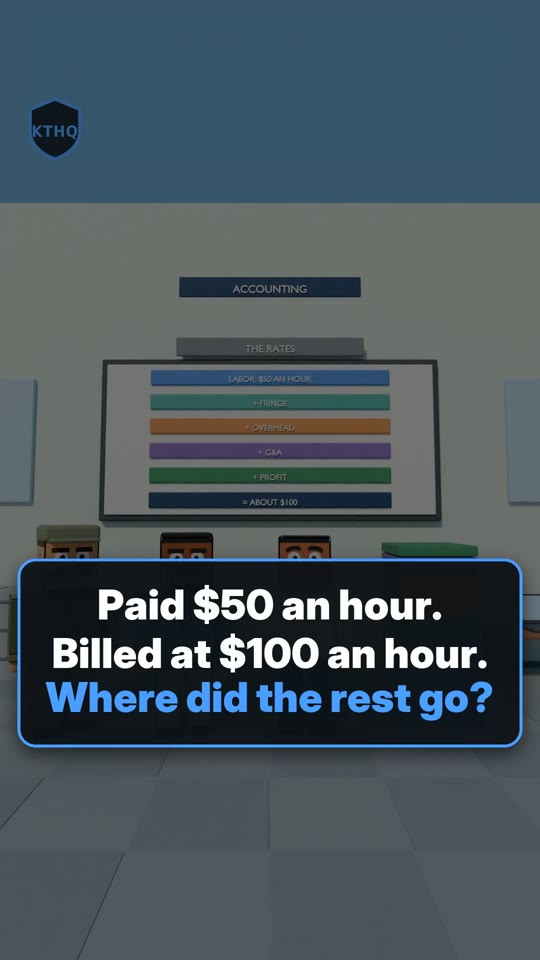 KTHQ
ACCOUNTING
THE RATES
LABOR: $50 AN HOUR
+ FRINGE
+ OVERHEAD
+ G&A
+ PROFIT
= ABOUT $100
Paid $50 an hour.
Billed at $100 an hour.
Where did the rest go?